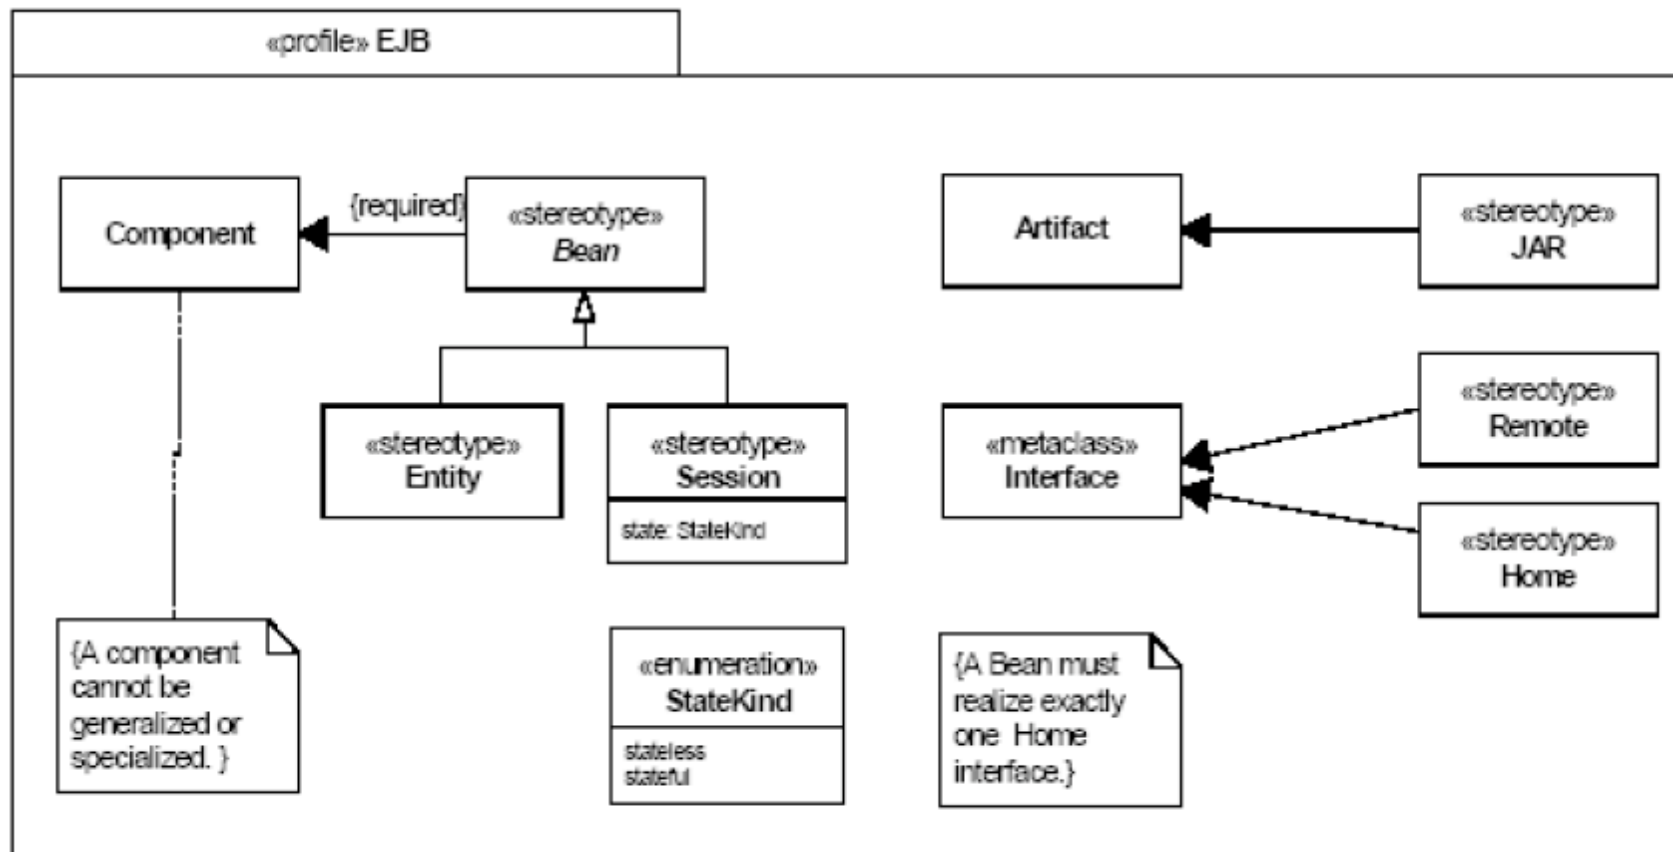 «profile» EJB
Component
{required}
«stereotype»
Bean
Artifact
«stereotype»
JAR
«stereotype»
Entity
«stereotype»
Session
state: StateKind
«metaclass»
Interface
«stereotype»
Remote
«stereotype»
Home
{A component
cannot be
generalized or
specialized. }
«enumeration»
StateKind
stateless
stateful
{A Bean must
realize exactly
one Home
interface.}